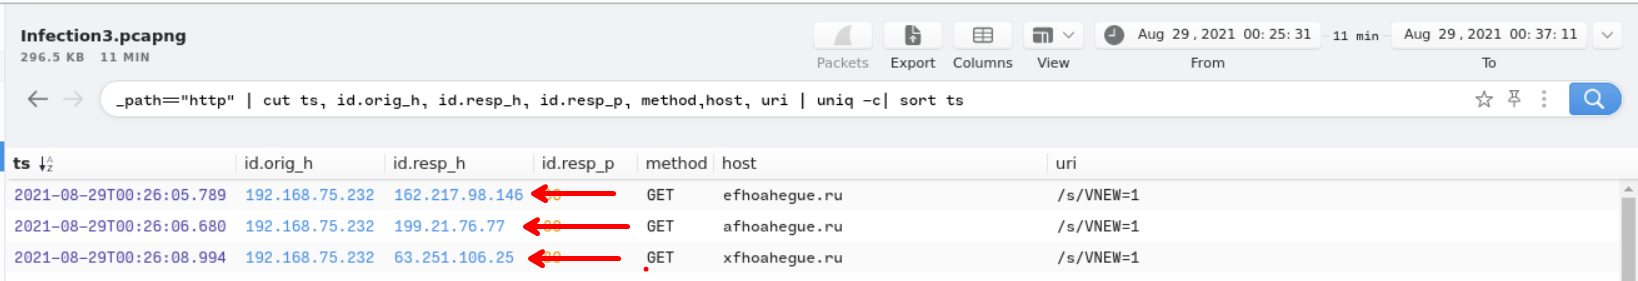 Infection3.pcapng
296.5 KB 11 MIN
Packets Export Columns View
Aug 29 , 2021 00: 25: 31 11 min Aug 29 , 2021 00: 37: 11
From To
_path=="http" | cut ts, id.orig_h, id.resp_h, id.resp_p, method,host, uri | uniq -c| sort ts
ts id.orig_h id.resp_h id.resp_p method host uri
2021-08-29T00:26:05.789 192.168.75.232 162.217.98.146 GET efhoahegue.ru /s/VNEW=1
2021-08-29T00:26:06.680 192.168.75.232 199.21.76.77 GET afhoahegue.ru /s/VNEW=1
2021-08-29T00:26:08.994 192.168.75.232 63.251.106.25 GET xfhoahegue.ru /s/VNEW=1